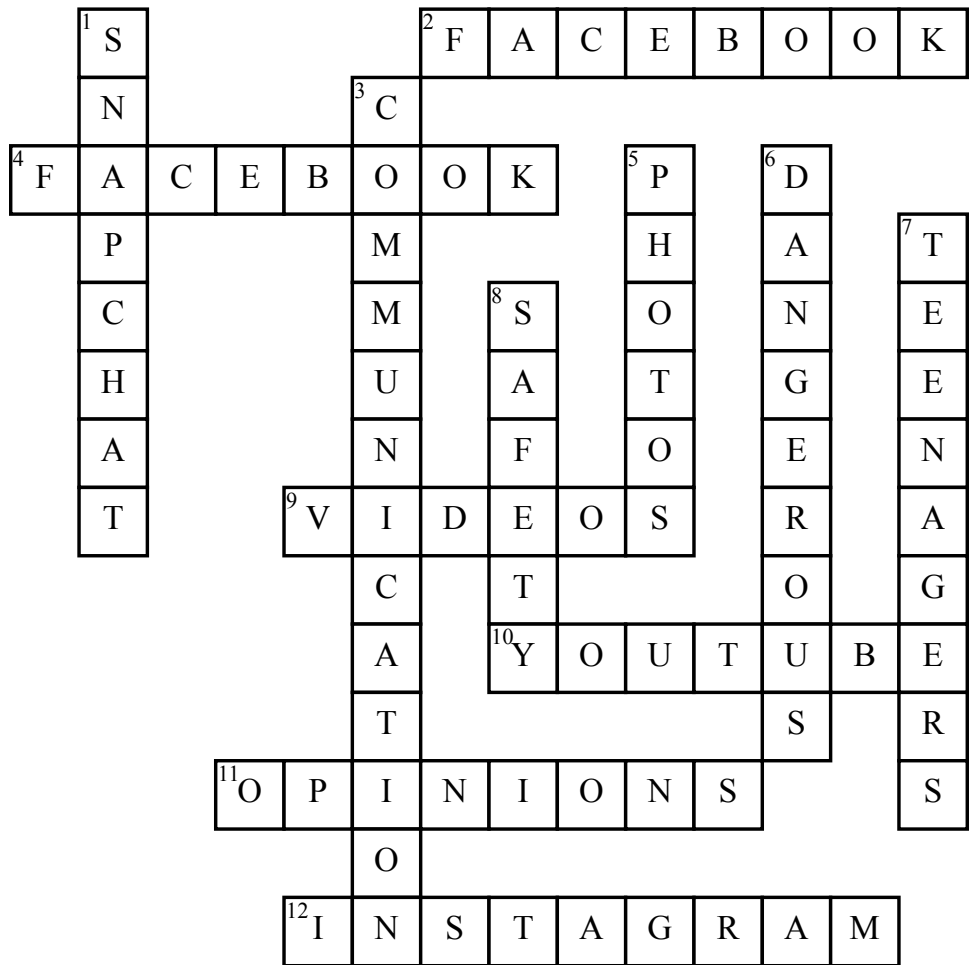 1 S 2 F A C E B O O K
N 3 C
4 F A C E B O O K 5 P 6 D
P M H A 7 T
C M 8 S O N E
H U A T G E
A N F O E N
T 9 V I D E O S R A
C T O G
A 10 Y O U T U B E
T S R
11 O P I N I O N S S
O
12 I N S T A G R A M